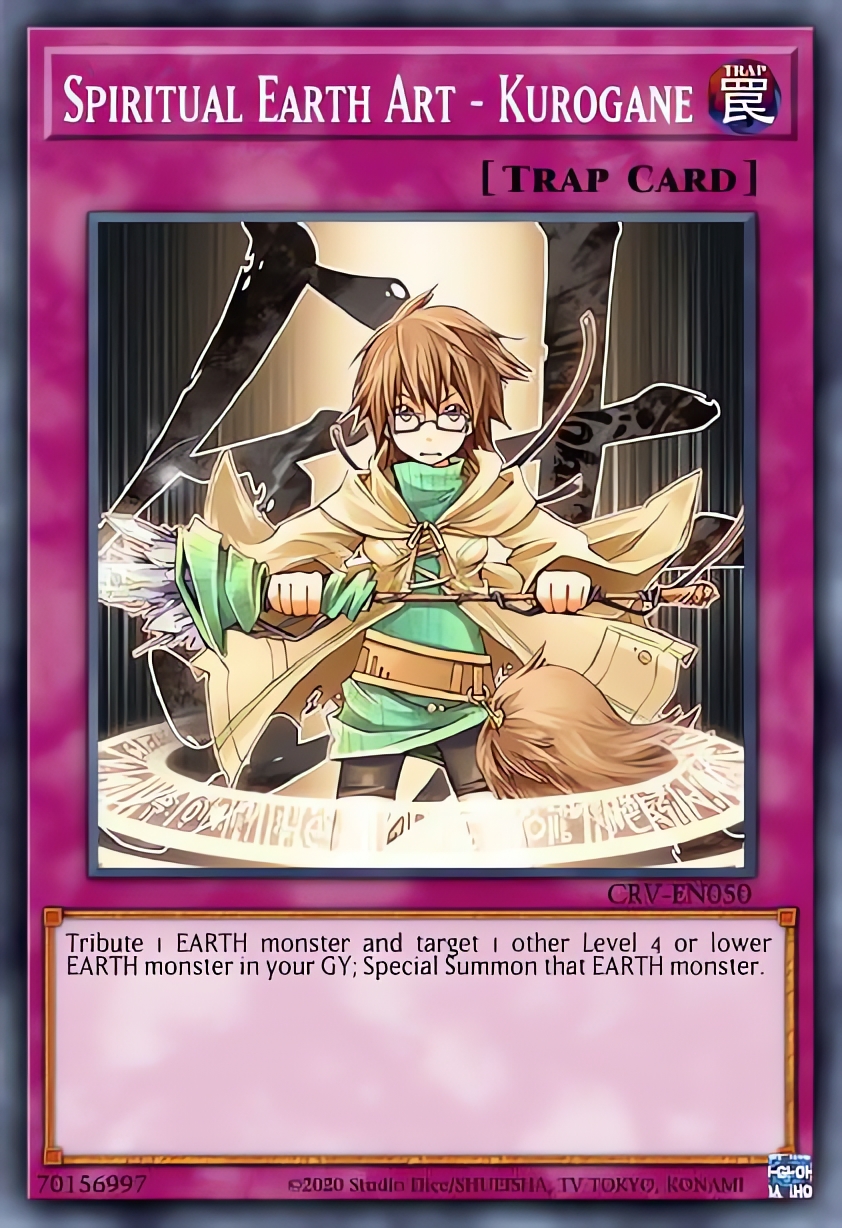 SPIRITUAL EARTH ART - KUROGANE
TRAP
罠
[TRAP CARD]
CRV-EN050
Tribute 1 EARTH monster and target 1 other Level 4 or lower
EARTH monster in your GY; Special Summon that EARTH monster.
70156997
©2020 Studio Dice/SHUEISHA, TV TOKYO, KONAMI